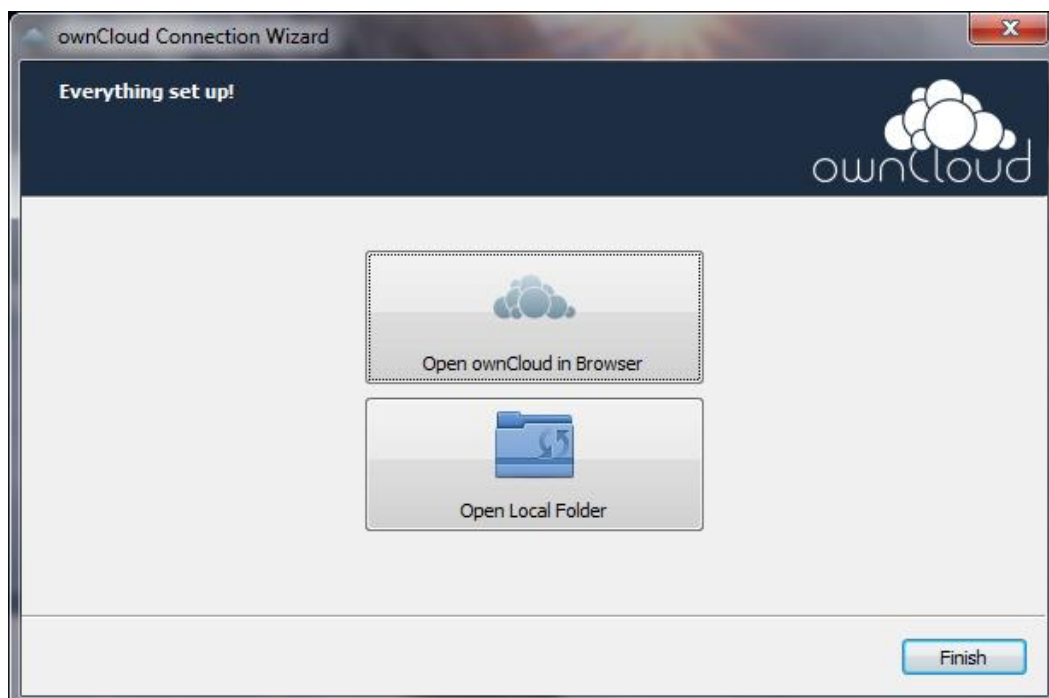 ownCloud Connection Wizard
Everything set up!
ownCloud
Open ownCloud in Browser
Open Local Folder
Finish